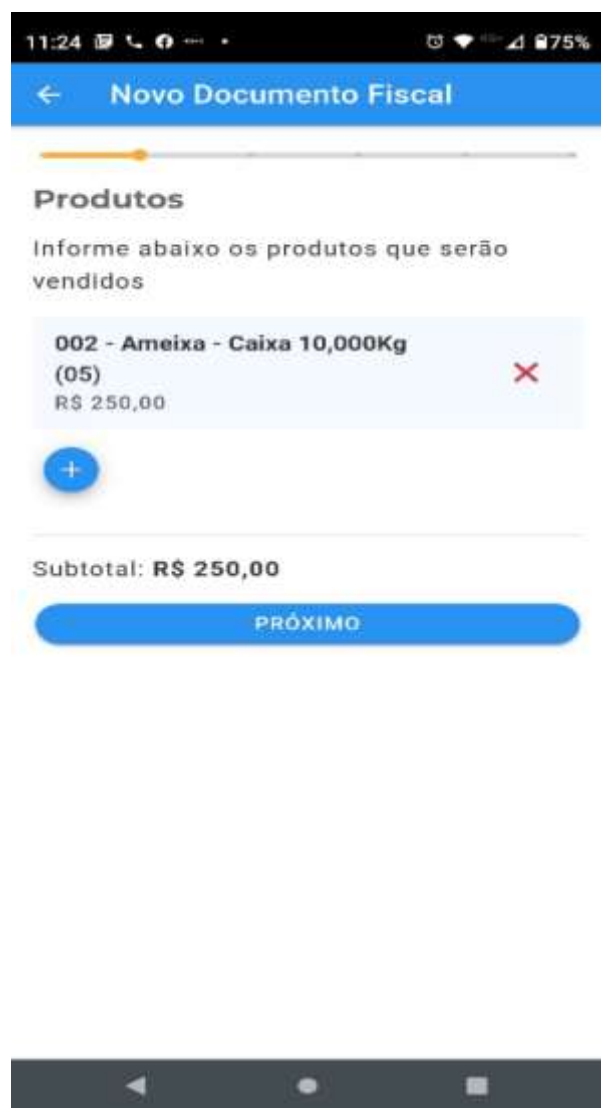 11:24
75%
Novo Documento Fiscal
Produtos
Informe abaixo os produtos que serão
vendidos
002 - Ameixa - Caixa 10,000Kg
(05)
R$ 250,00
Subtotal: R$ 250,00
PRÓXIMO